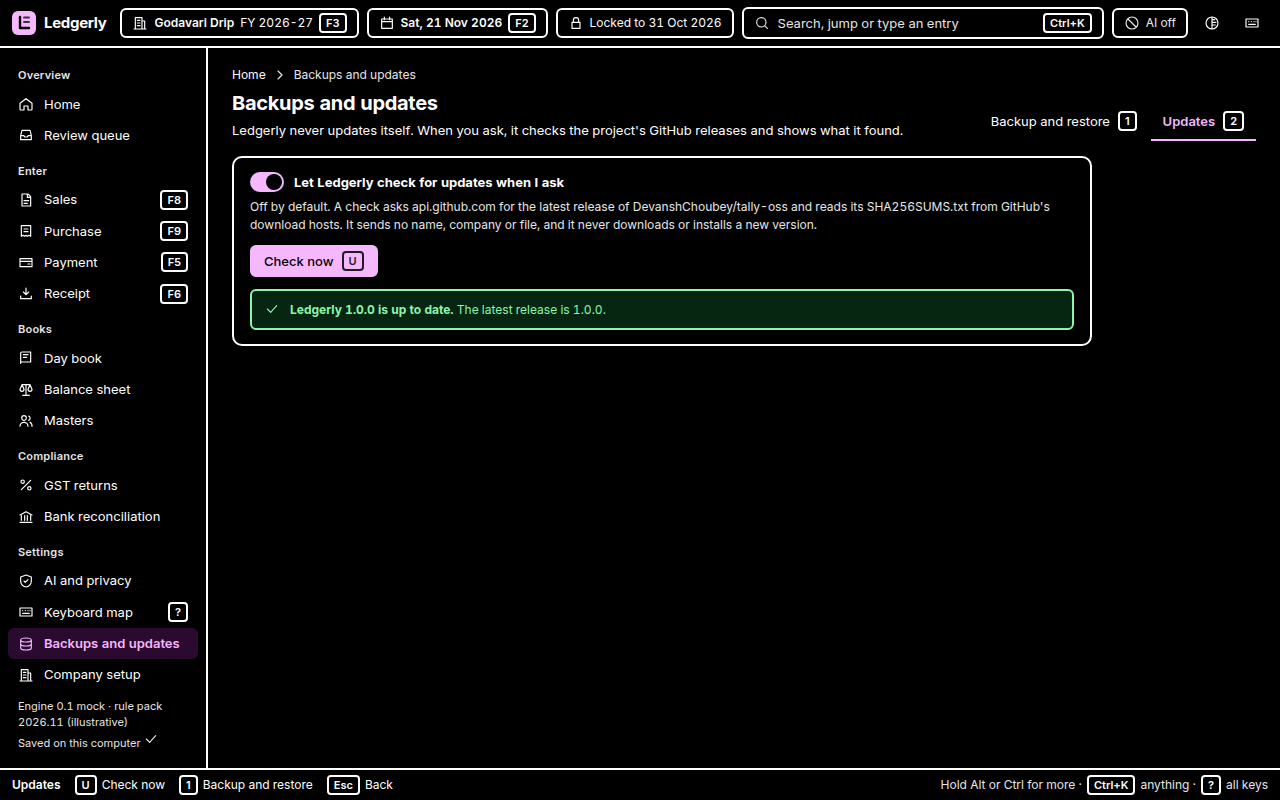 Ledgerly
Godavari Drip FY 2026-27 F3
Sat, 21 Nov 2026 F2
Locked to 31 Oct 2026
Search, jump or type an entry Ctrl+K
AI off
Overview
Home
Review queue
Enter
Sales F8
Purchase F9
Payment F5
Receipt F6
Books
Day book
Balance sheet
Masters
Compliance
GST returns
Bank reconciliation
Settings
AI and privacy
Keyboard map ?
Backups and updates
Company setup
Engine 0.1 mock · rule pack
2026.11 (illustrative)
Saved on this computer
Home > Backups and updates
Backups and updates
Ledgerly never updates itself. When you ask, it checks the project's GitHub releases and shows what it found.
Backup and restore 1
Updates 2
Let Ledgerly check for updates when I ask
Off by default. A check asks api.github.com for the latest release of DevanshChoubey/tally-oss and reads its SHA256SUMS.txt from GitHub's
download hosts. It sends no name, company or file, and it never downloads or installs a new version.
Check now U
Ledgerly 1.0.0 is up to date. The latest release is 1.0.0.
Updates U Check now 1 Backup and restore Esc Back
Hold Alt or Ctrl for more · Ctrl+K anything · ? all keys